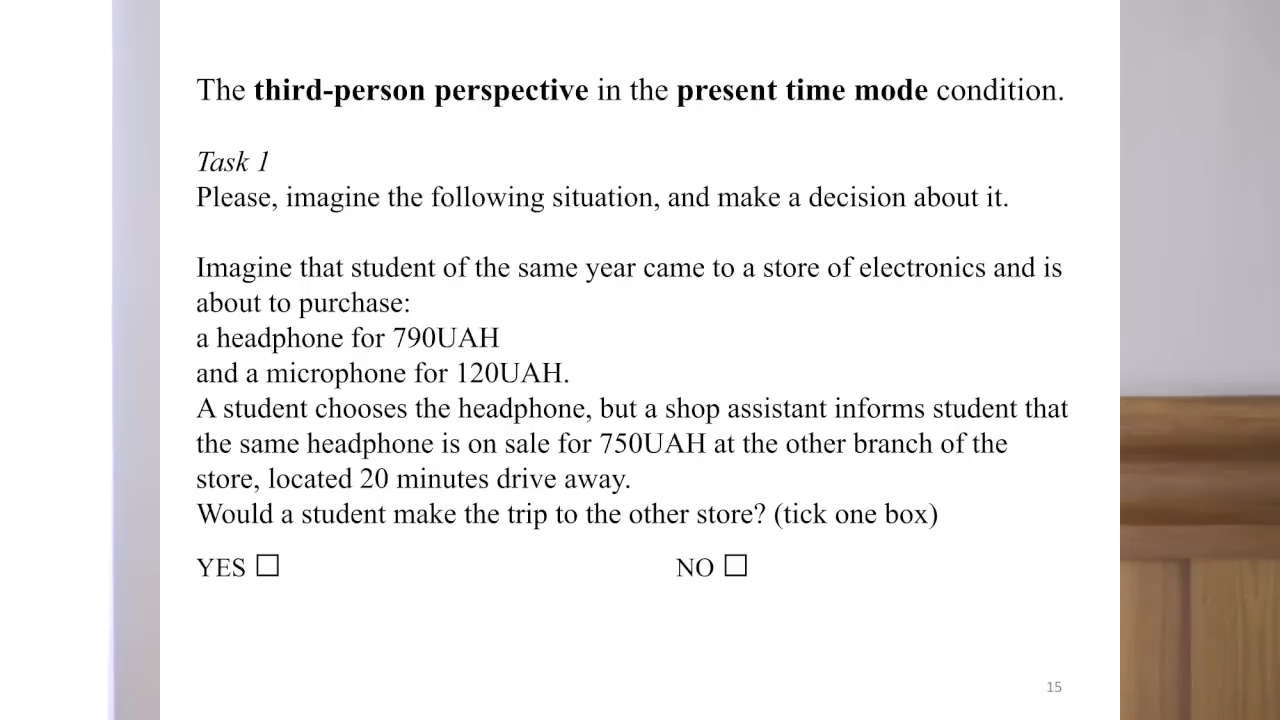 The third-person perspective in the present time mode condition.
Task 1
Please, imagine the following situation, and make a decision about it.
Imagine that student of the same year came to a store of electronics and is
about to purchase:
a headphone for 790UAH
and a microphone for 120UAH.
A student chooses the headphone, but a shop assistant informs student that
the same headphone is on sale for 750UAH at the other branch of the
store, located 20 minutes drive away.
Would a student make the trip to the other store? (tick one box)
YES ☐ NO ☐
15